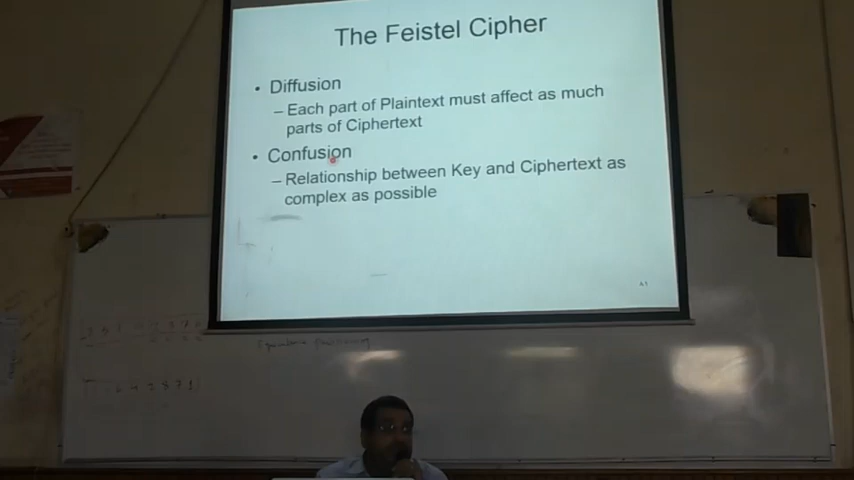 The Feistel Cipher
• Diffusion
– Each part of Plaintext must affect as much
parts of Ciphertext
• Confusion
– Relationship between Key and Ciphertext as
complex as possible